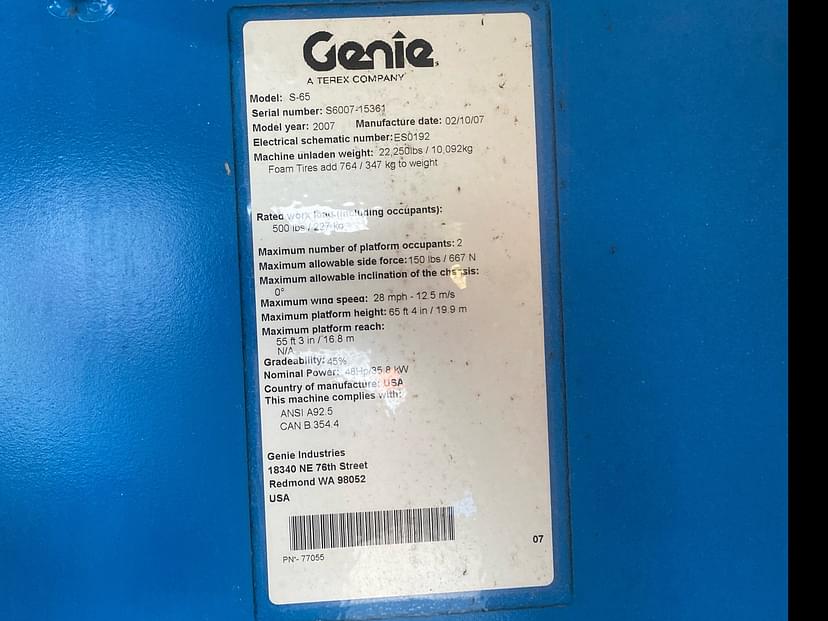 Genie
A TEREX COMPANY
Model: S-65
Serial number: S6007-15361
Model year: 2007 Manufacture date: 02/10/07
Electrical schematic number: ES0192
Machine unladen weight: 22,250lbs / 10,092kg
Foam Tires add 764 / 347 kg to weight
Rated work load (including occupants):
500 lbs / 227 kg
Maximum number of platform occupants: 2
Maximum allowable side force: 150 lbs / 667 N
Maximum allowable inclination of the chassis:
0°
Maximum wind speed: 28 mph - 12.5 m/s
Maximum platform height: 65 ft 4 in / 19.9 m
Maximum platform reach:
55 ft 3 in / 16.8 m
N/A
Gradeability: 45%
Nominal Power: 48Hp/35.8 kW
Country of manufacture: USA
This machine complies with:
ANSI A92.5
CAN B.354.4
Genie Industries
18340 NE 76th Street
Redmond WA 98052
USA
PN'- 77055
07